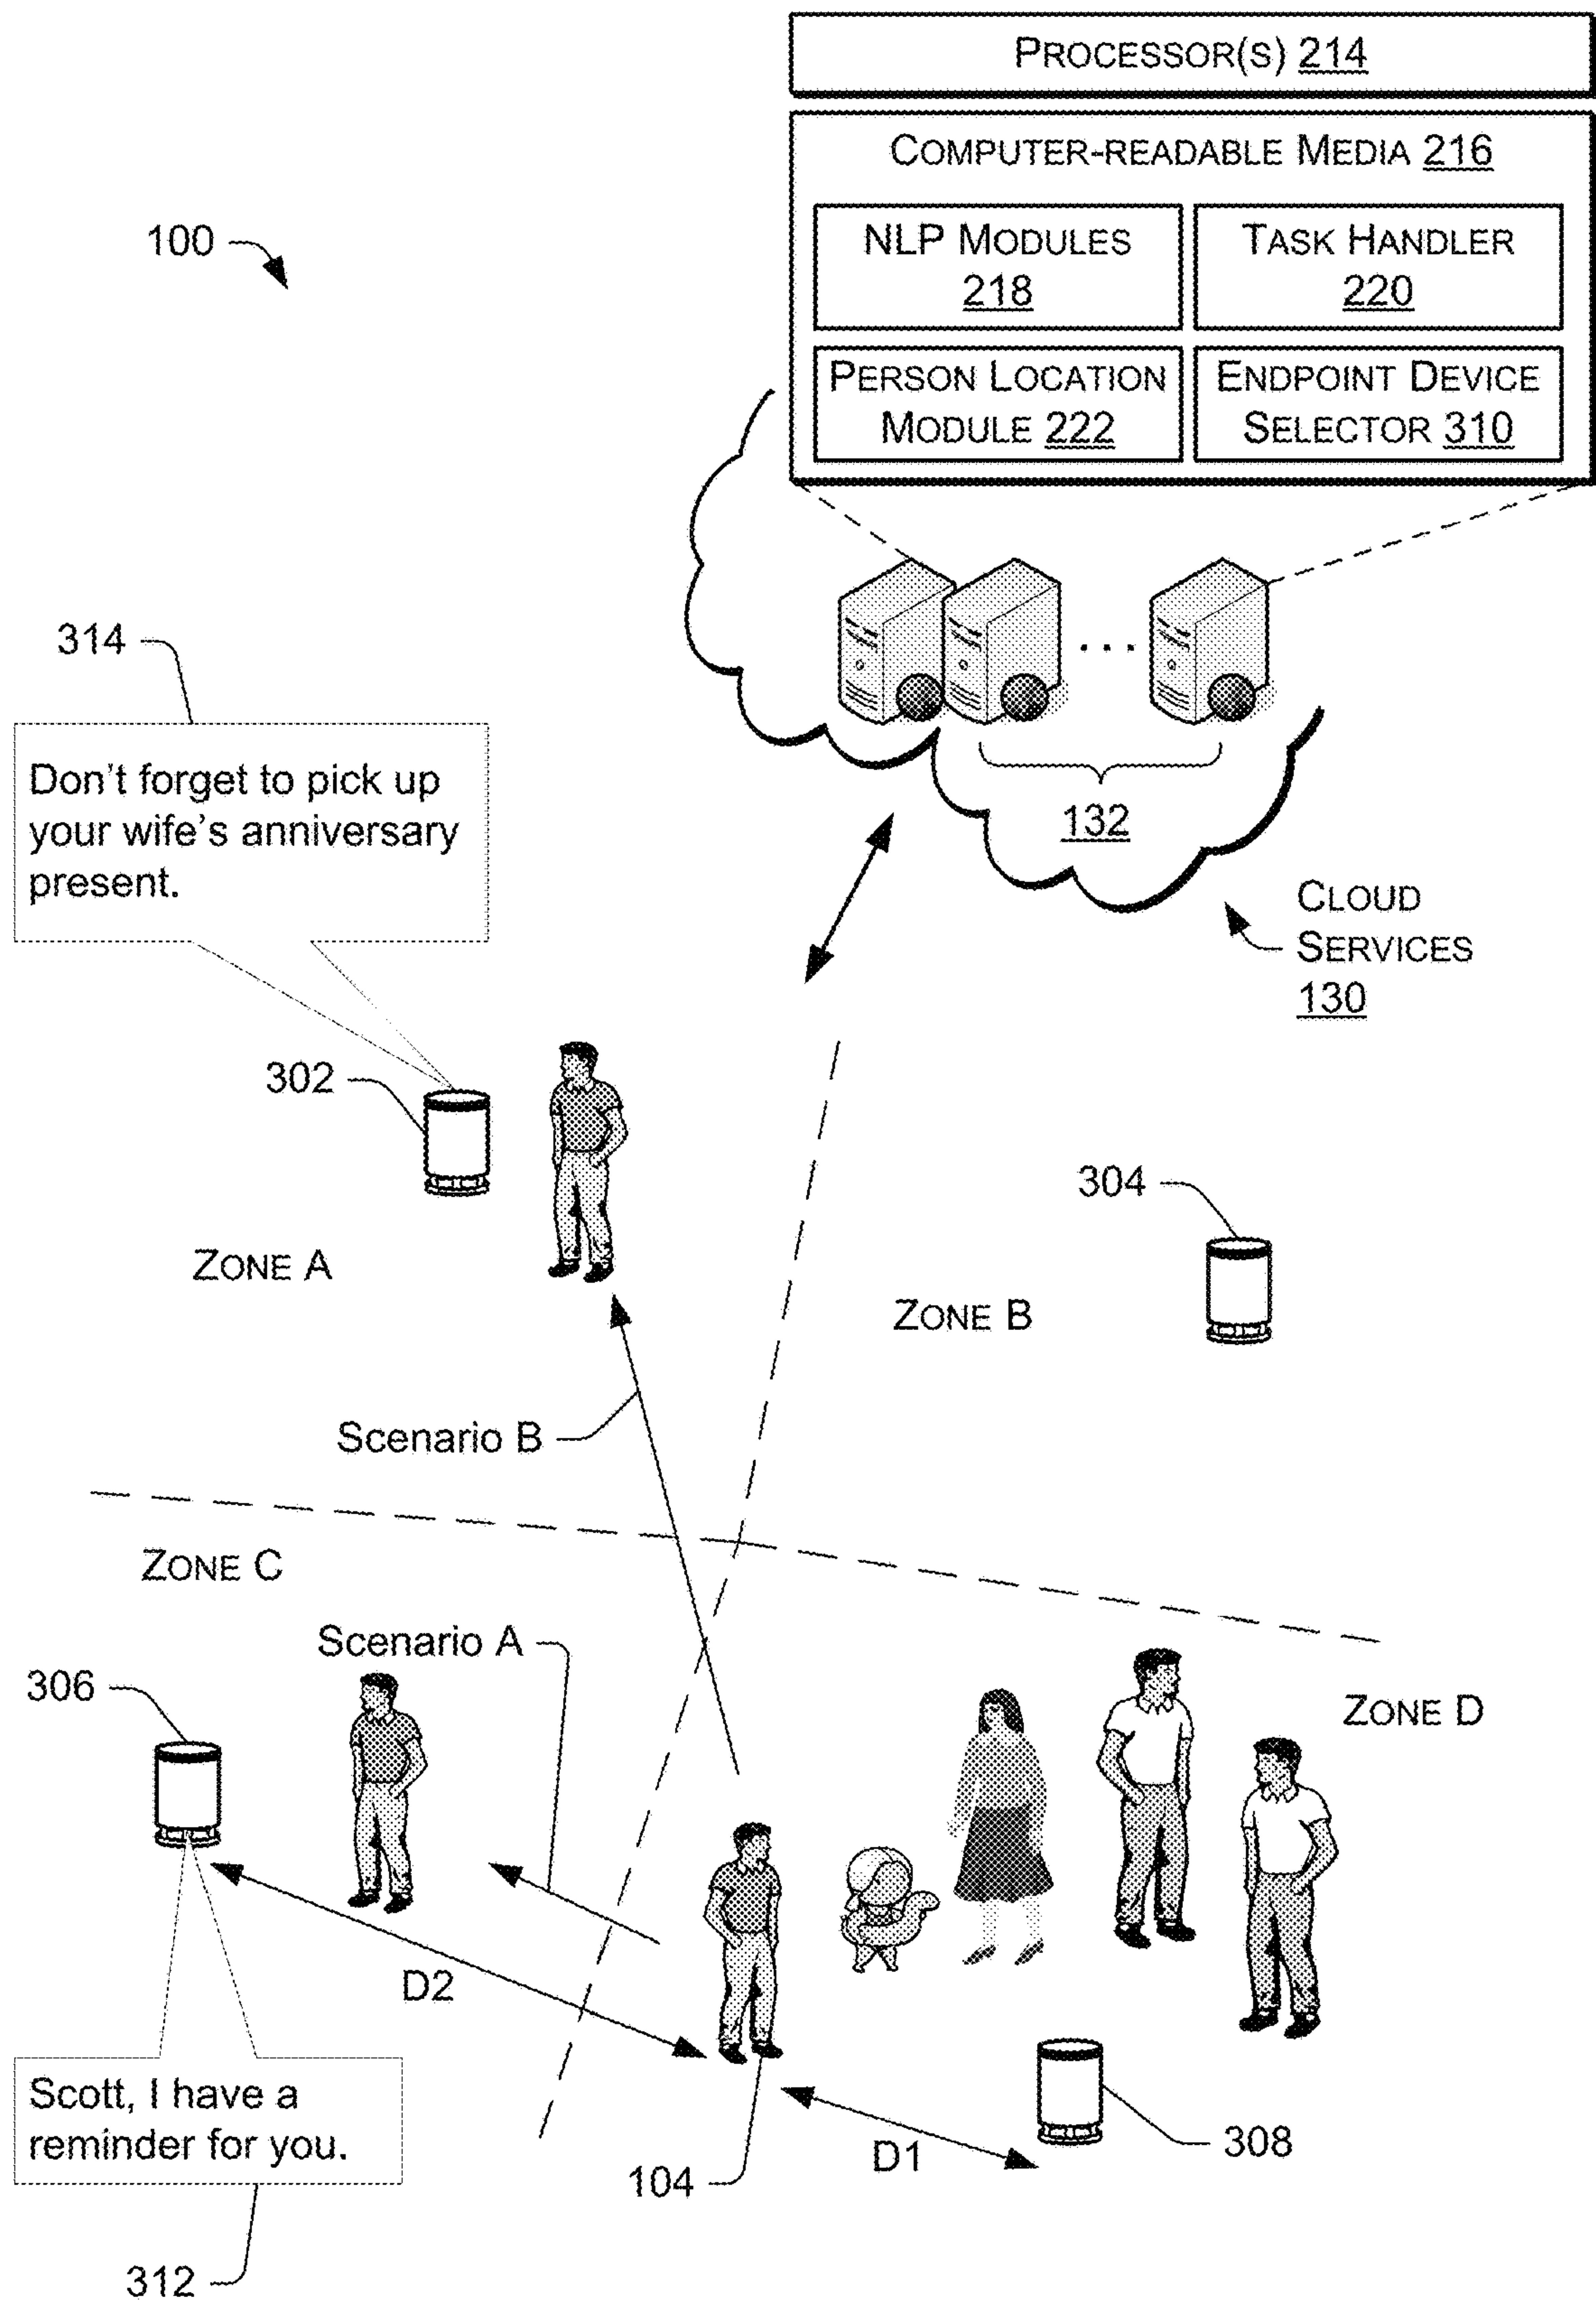 PROCESSOR(S) 214
COMPUTER-READABLE MEDIA 216
NLP MODULES
218
TASK HANDLER
220
PERSON LOCATION
MODULE 222
ENDPOINT DEVICE
SELECTOR 310
100
314
Don't forget to pick up
your wife's anniversary
present.
132
CLOUD
SERVICES
130
302
304
ZONE A
ZONE B
Scenario B
ZONE C
Scenario A
306
ZONE D
D2
Scott, I have a
reminder for you.
D1
308
104
312